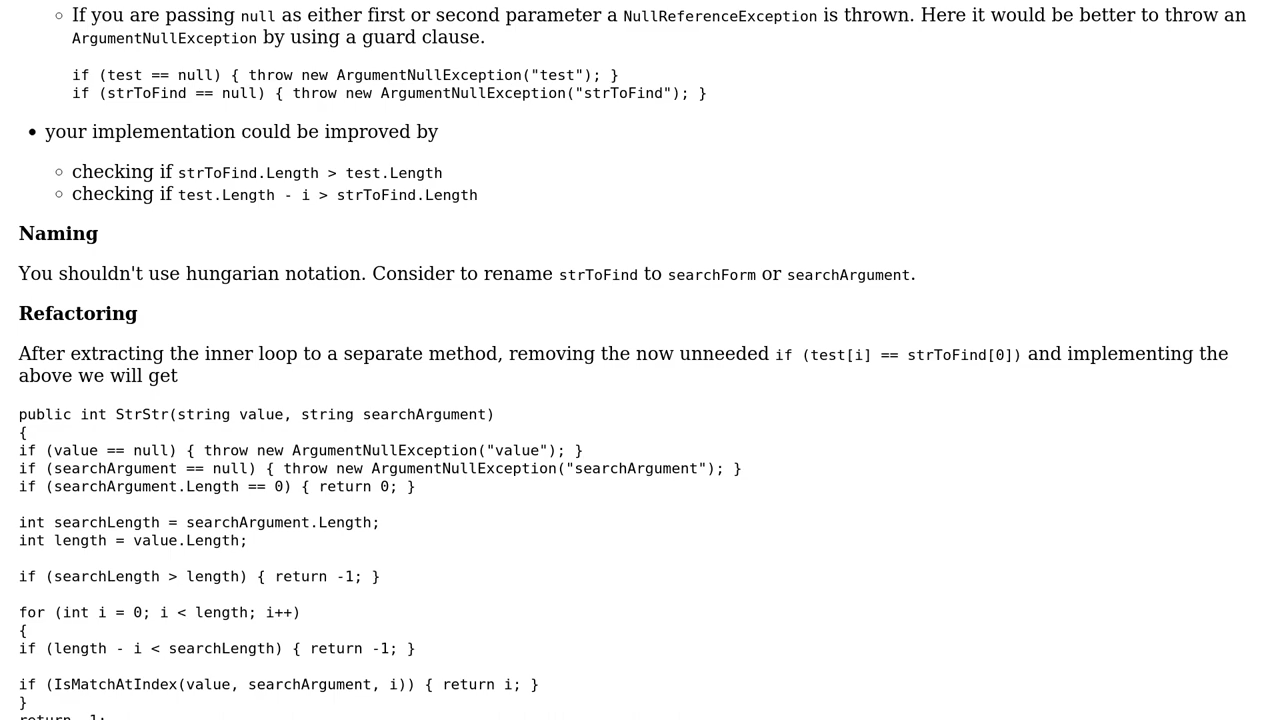 If you are passing null as either first or second parameter a NullReferenceException is thrown. Here it would be better to throw an
ArgumentNullException by using a guard clause.
if (test == null) { throw new ArgumentNullException("test"); }
if (strToFind == null) { throw new ArgumentNullException("strToFind"); }
your implementation could be improved by
checking if strToFind.Length > test.Length
checking if test.Length - i > strToFind.Length
Naming
You shouldn't use hungarian notation. Consider to rename strToFind to searchForm or searchArgument.
Refactoring
After extracting the inner loop to a separate method, removing the now unneeded if (test[i] == strToFind[0]) and implementing the
above we will get
public int StrStr(string value, string searchArgument)
{
if (value == null) { throw new ArgumentNullException("value"); }
if (searchArgument == null) { throw new ArgumentNullException("searchArgument"); }
if (searchArgument.Length == 0) { return 0; }
int searchLength = searchArgument.Length;
int length = value.Length;
if (searchLength > length) { return -1; }
for (int i = 0; i < length; i++)
{
if (length - i < searchLength) { return -1; }
if (IsMatchAtIndex(value, searchArgument, i)) { return i; }
}
return -1;